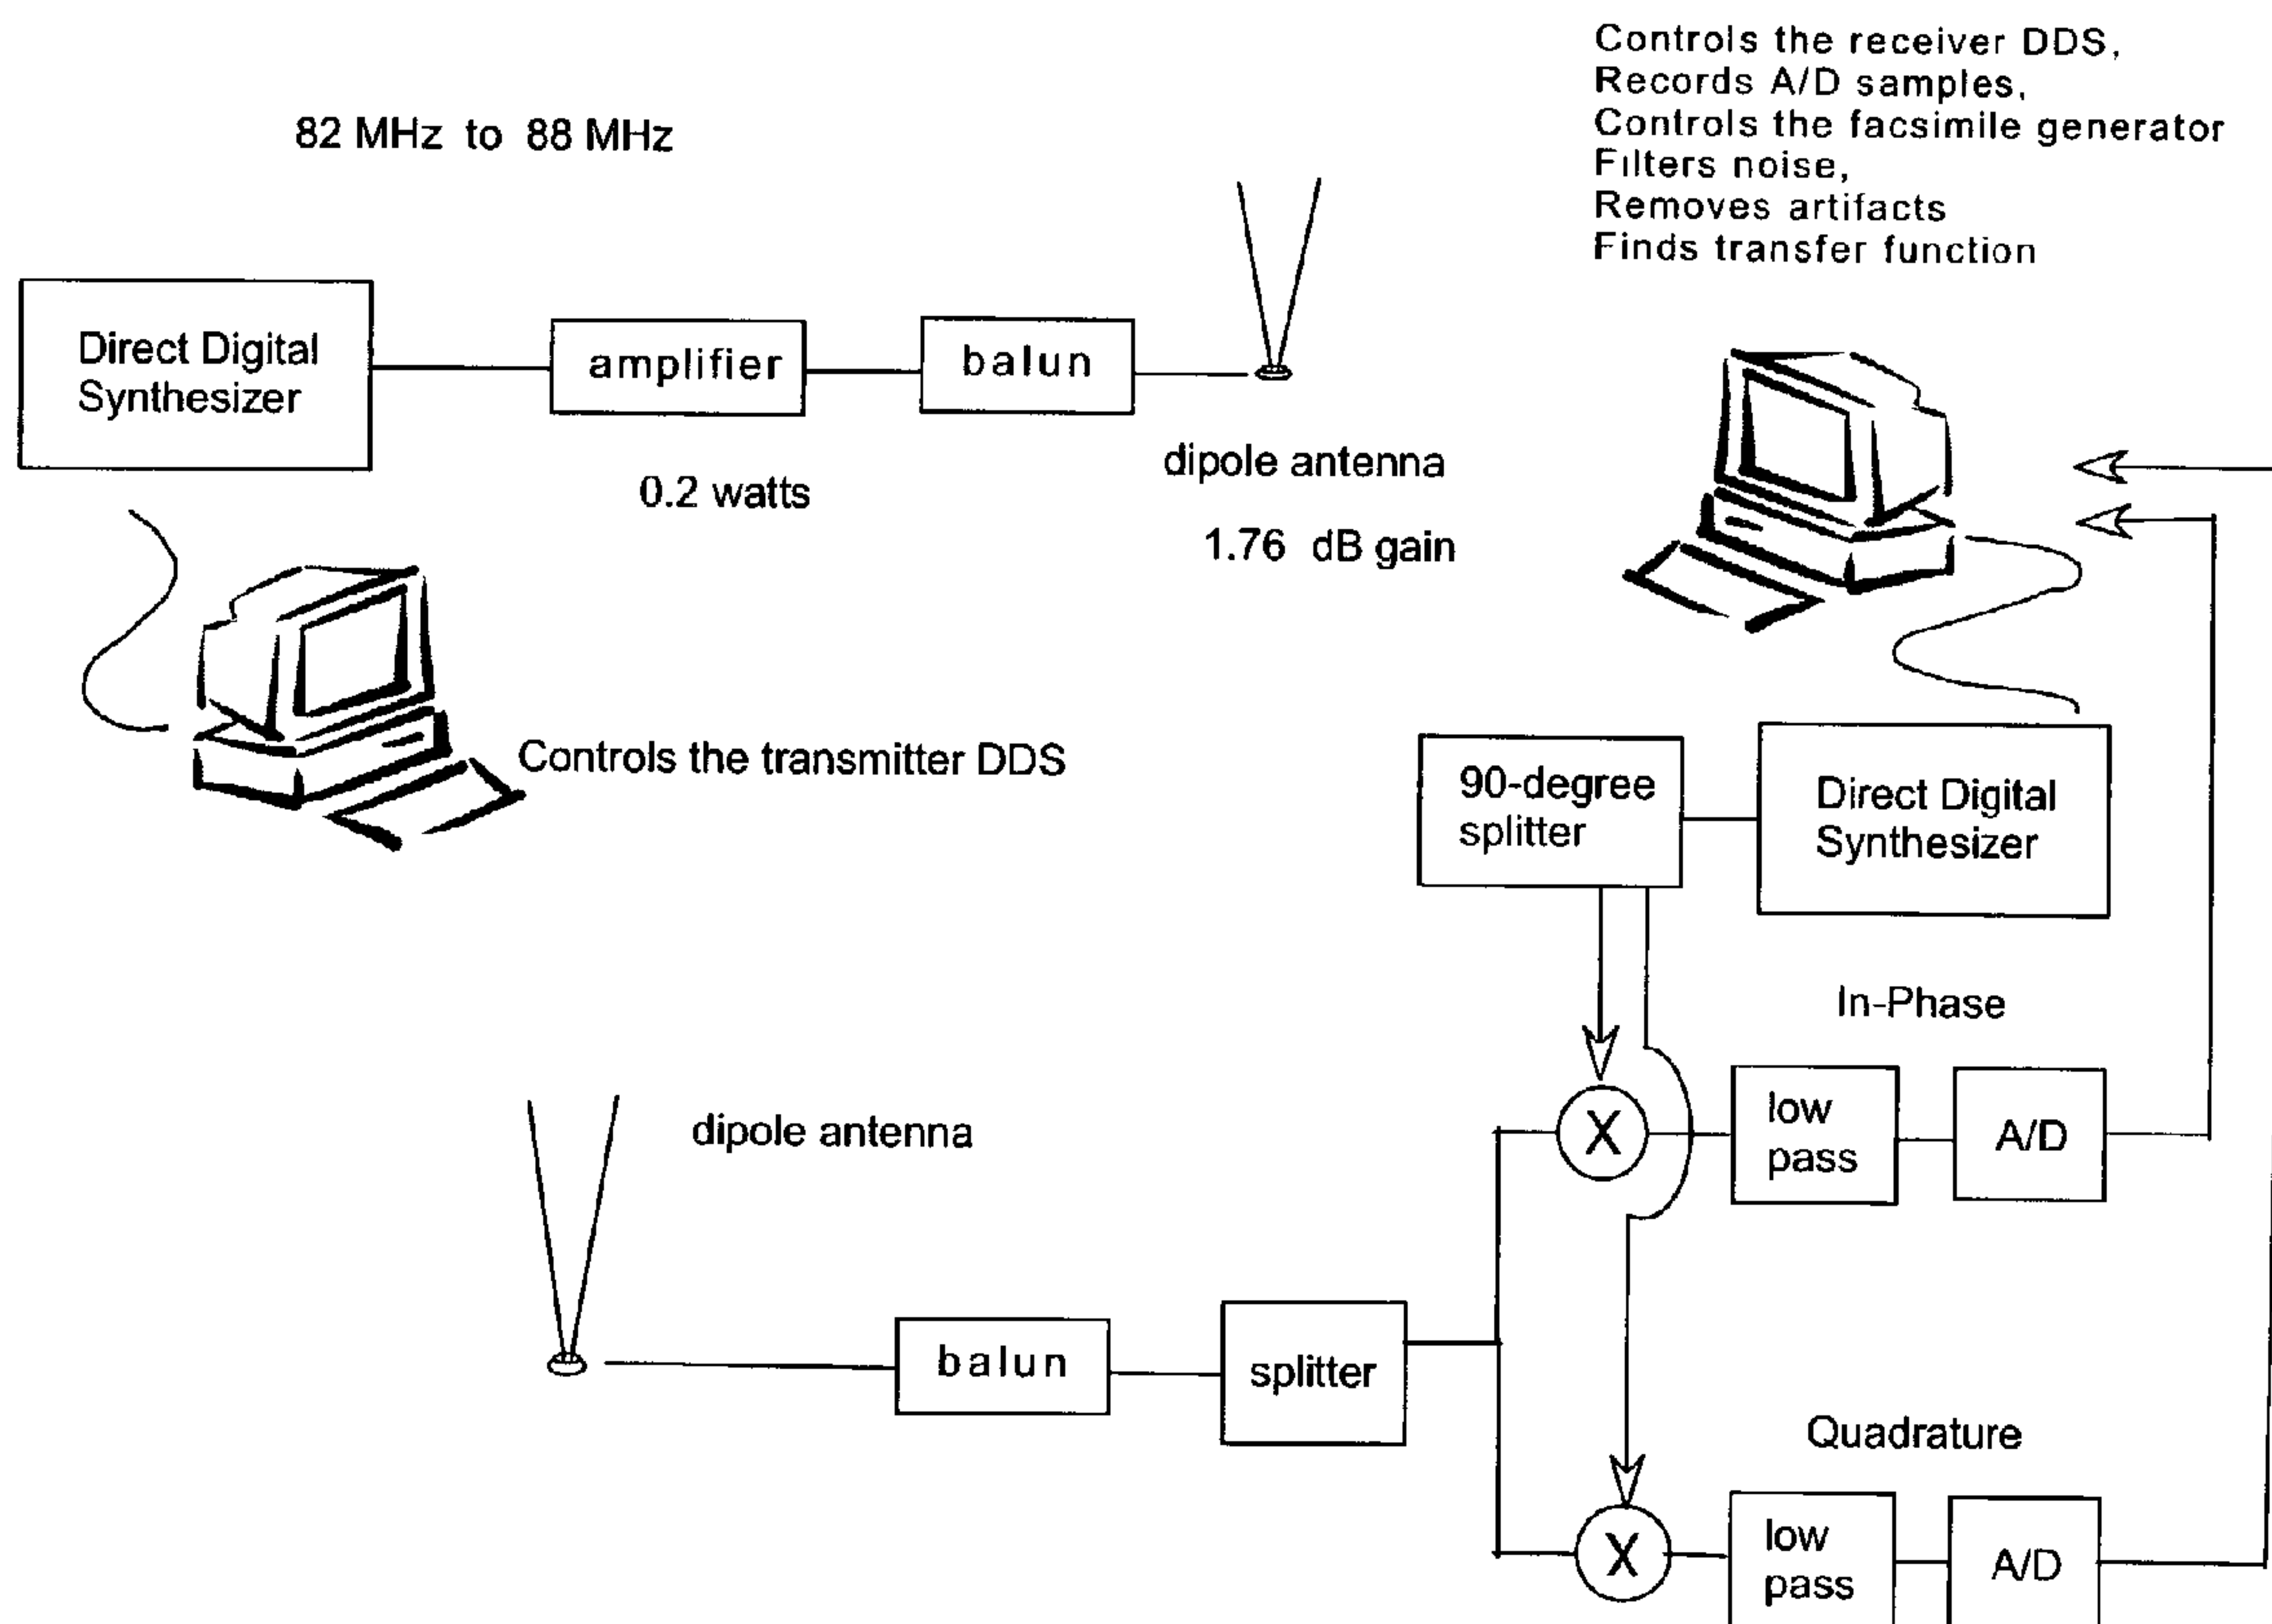 Controls the receiver DDS,
Records A/D samples,
Controls the facsimile generator
Filters noise,
Removes artifacts
Finds transfer function
82 MHz to 88 MHz
Direct Digital
Synthesizer
amplifier
balun
0.2 watts
dipole antenna
1.76 dB gain
Controls the transmitter DDS
90-degree
splitter
Direct Digital
Synthesizer
In-Phase
dipole antenna
X
low
pass
A/D
balun
splitter
Quadrature
X
low
pass
A/D